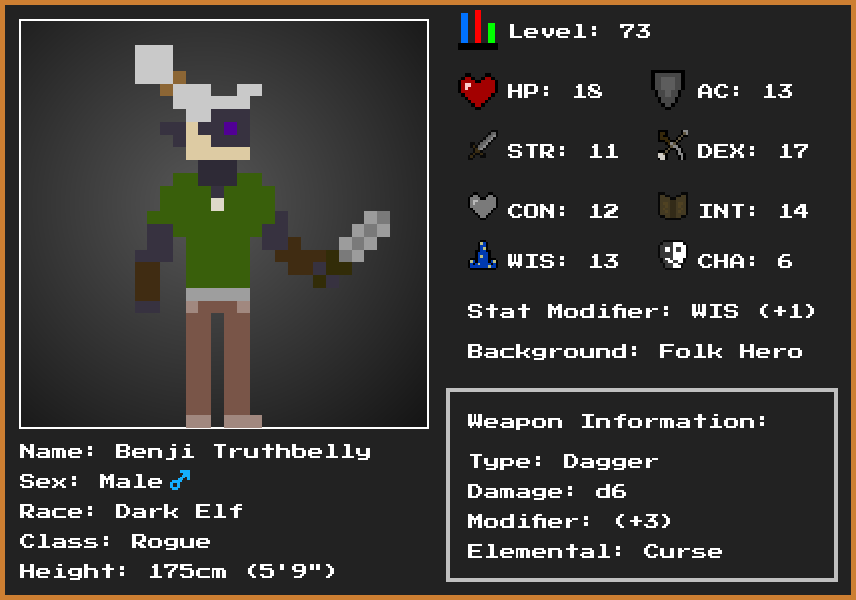 Level: 73
HP: 18
AC: 13
STR: 11
DEX: 17
CON: 12
INT: 14
WIS: 13
CHA: 6
Stat Modifier: WIS (+1)
Background: Folk Hero
Weapon Information:
Type: Dagger
Damage: d6
Modifier: (+3)
Elemental: Curse
Name: Benji Truthbelly
Sex: Male ♂
Race: Dark Elf
Class: Rogue
Height: 175cm (5'9")